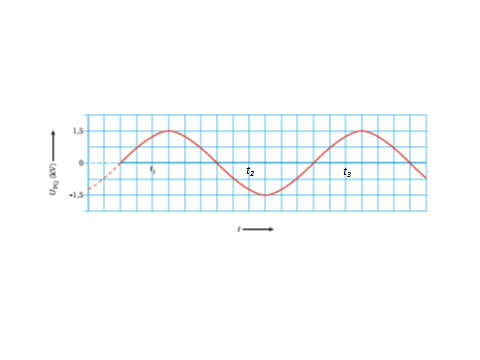 1,5
0
-1,5
U_PQ (kV)
t₁
t₂
t₃
t